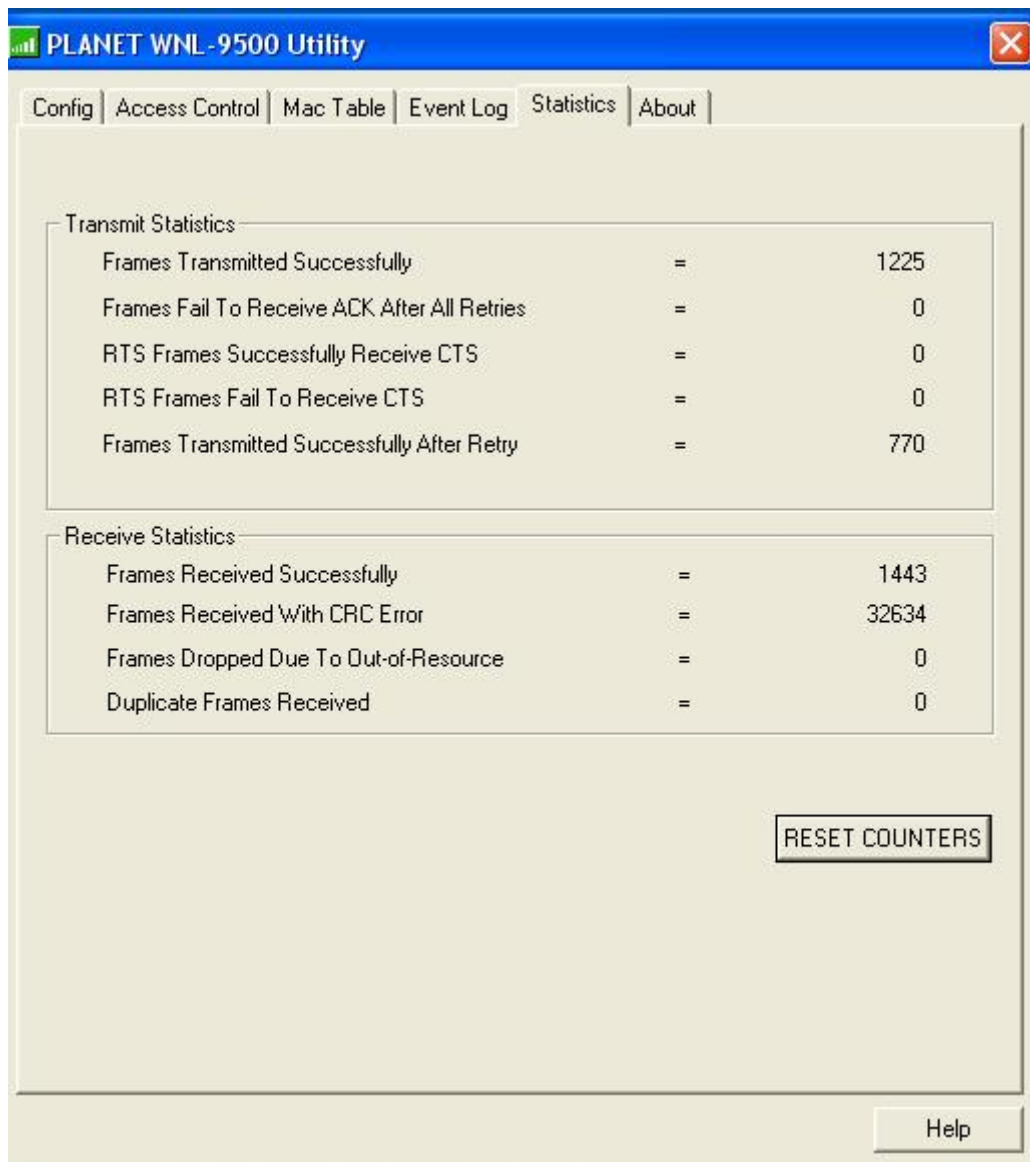 PLANET WNL-9500 Utility
Config Access Control Mac Table Event Log Statistics About
Transmit Statistics
Frames Transmitted Successfully = 1225
Frames Fail To Receive ACK After All Retries = 0
RTS Frames Successfully Receive CTS = 0
RTS Frames Fail To Receive CTS = 0
Frames Transmitted Successfully After Retry = 770
Receive Statistics
Frames Received Successfully = 1443
Frames Received With CRC Error = 32634
Frames Dropped Due To Out-of-Resource = 0
Duplicate Frames Received = 0
RESET COUNTERS
Help